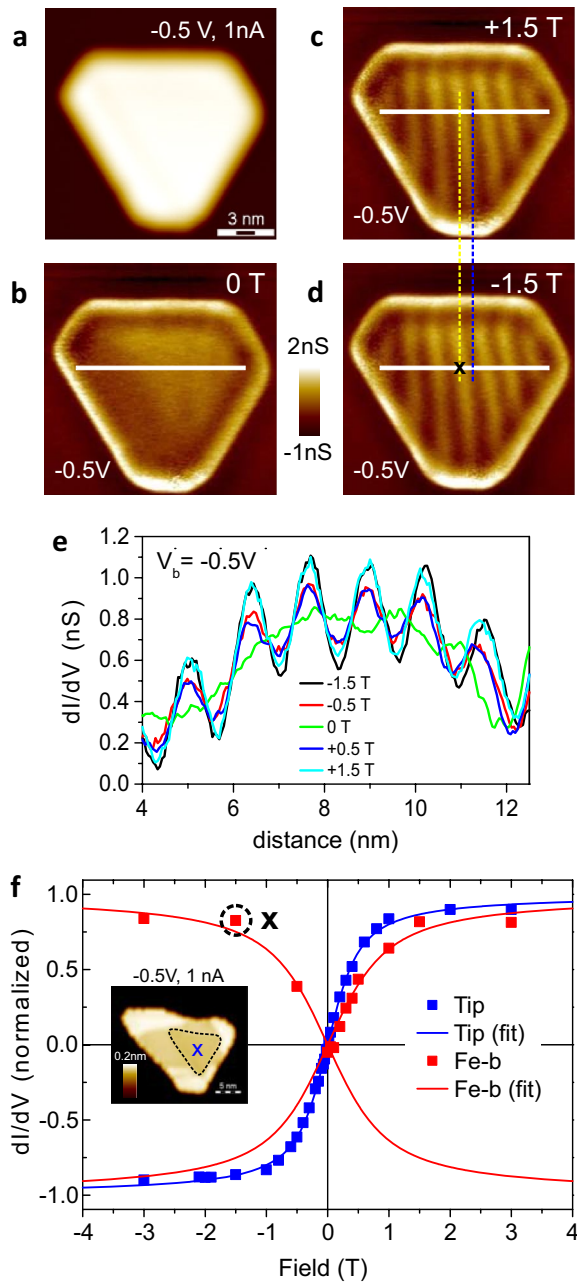 a
-0.5 V, 1nA
3 nm
c
+1.5 T
-0.5V
b
0 T
-0.5V
2nS
-1nS
d
-1.5 T
x
-0.5V
e
V_b = -0.5V
1.2
1.0
0.8
0.6
0.4
0.2
0.0
dI/dV (nS)
-1.5 T
-0.5 T
0 T
+0.5 T
+1.5 T
4
6
8
10
12
distance (nm)
f
1.0
0.5
0.0
-0.5
-1.0
dI/dV (normalized)
X
-0.5V, 1 nA
0.2nm
x
5 nm
Tip
Tip (fit)
Fe-b
Fe-b (fit)
-4
-3
-2
-1
0
1
2
3
4
Field (T)